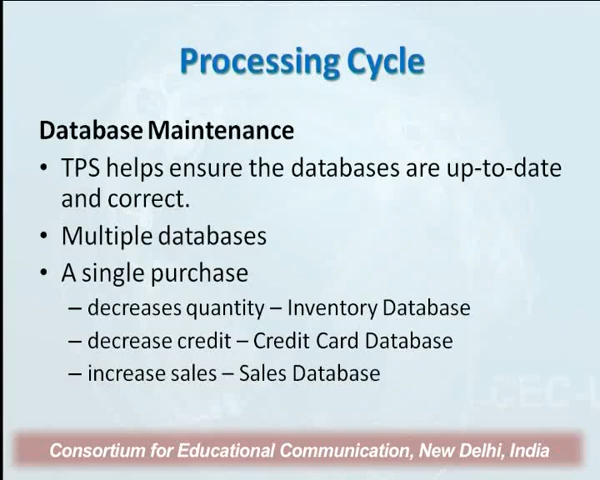 Processing Cycle
Database Maintenance
• TPS helps ensure the databases are up-to-date
and correct.
• Multiple databases
• A single purchase
– decreases quantity – Inventory Database
– decrease credit – Credit Card Database
– increase sales – Sales Database
Consortium for Educational Communication, New Delhi, India